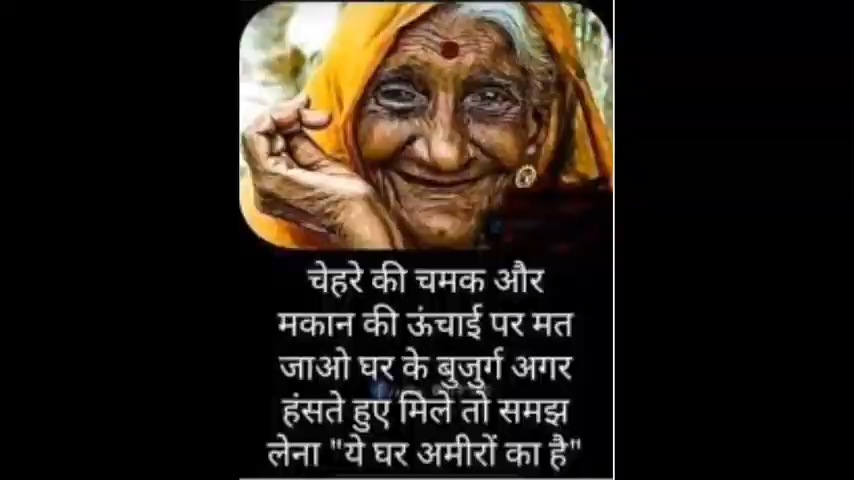 चेहरे की चमक और
मकान की ऊंचाई पर मत
जाओ घर के बुजुर्ग अगर
हंसते हुए मिले तो समझ
लेना "ये घर अमीरों का है"